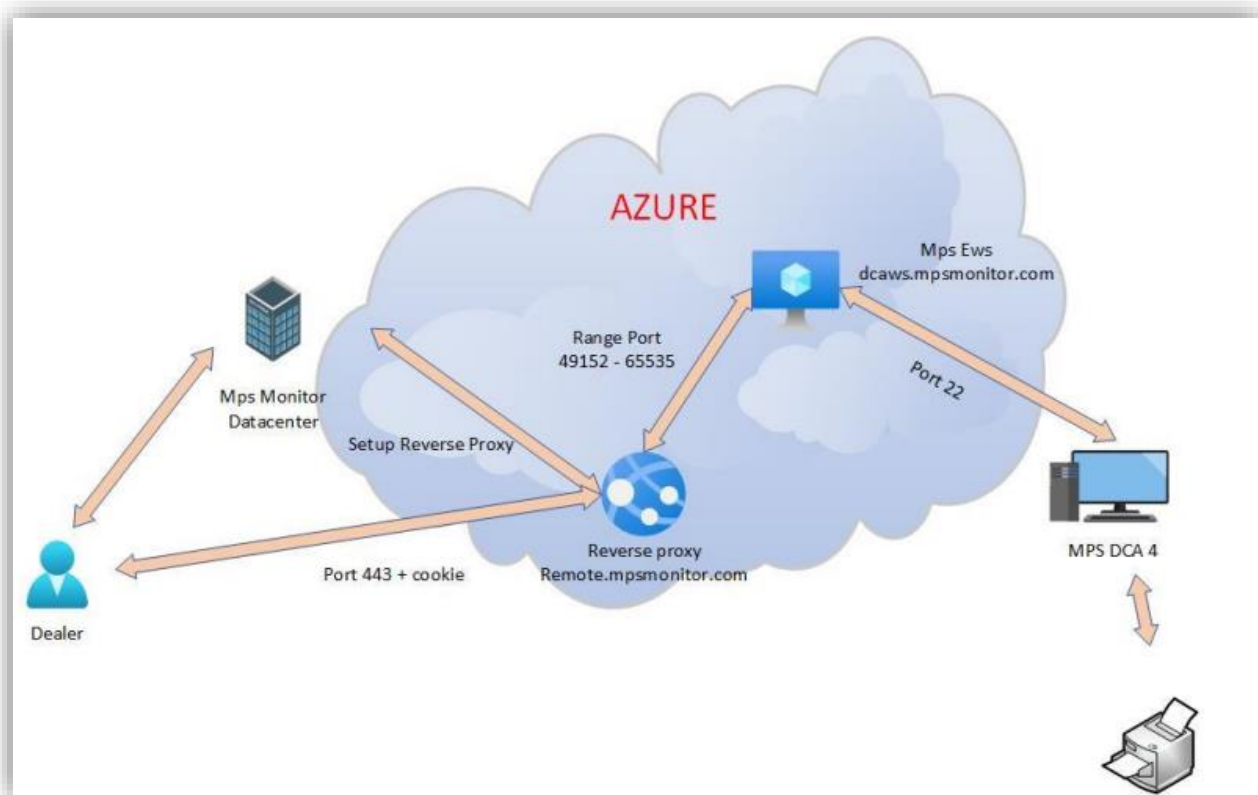 AZURE
Mps Ews
dcaws.mpsmonitor.com
Range Port
49152 - 65535
Port 22
Mps Monitor
Datacenter
Setup Reverse Proxy
MPS DCA 4
Reverse proxy
Remote.mpsmonitor.com
Port 443 + cookie
Dealer